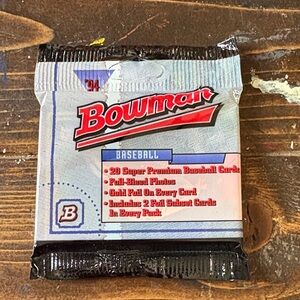 '94
Bowman
BASEBALL
• 20 Super Premium Baseball Cards
• Full-Bleed Photos
• Gold Foil On Every Card
• Includes 2 Foil Subset Cards
In Every Pack
B